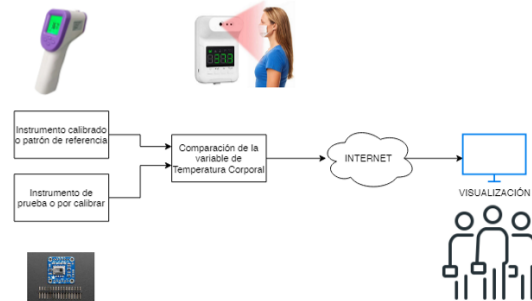 Instrumento calibrado
o patrón de referencia
Comparación de la
variable de
Temperatura Corporal
INTERNET
Instrumento de
prueba o por calibrar
VISUALIZACIÓN